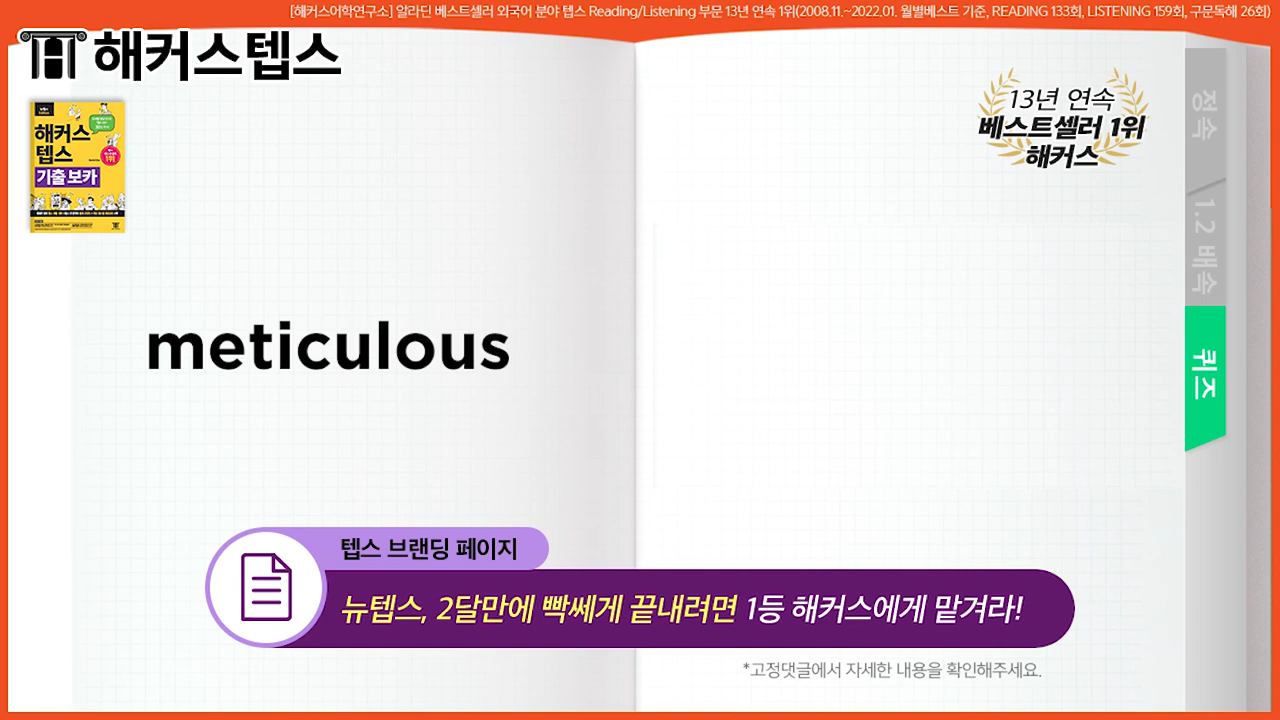 [해커스어학연구소] 알라딘 베스트셀러 외국어 분야 텝스 Reading/Listening 부문 13년 연속 1위(2008.11.~2022.01. 월별베스트 기준, READING 133회, LISTENING 159회, 구문독해 26회)
해커스텝스
해커스
텝스
기출 보카
13년 연속
베스트셀러 1위
해커스
정속
1.2 배속
퀴즈
meticulous
텝스 브랜딩 페이지
뉴텝스, 2달만에 빡쎄게 끝내려면 1등 해커스에게 맡겨라!
*고정댓글에서 자세한 내용을 확인해주세요.